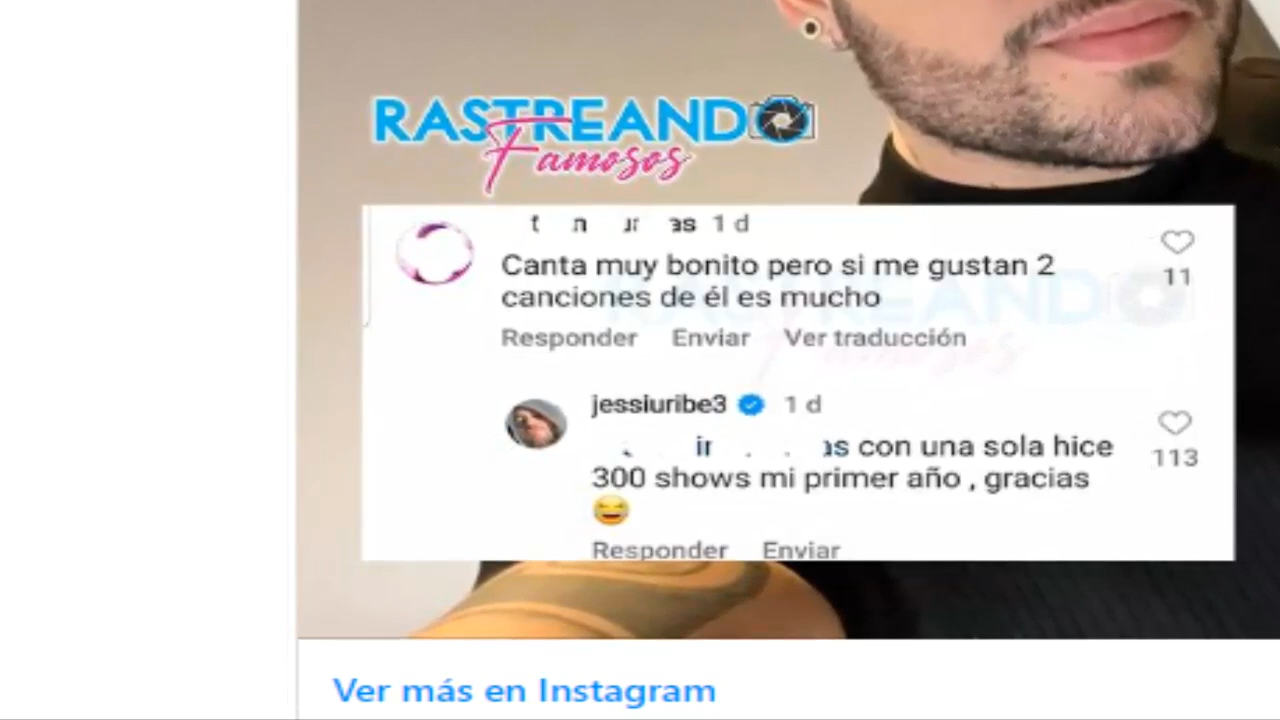 RASTREANDO
Famosos
1 d
Canta muy bonito pero si me gustan 2
11
canciones de él es mucho
Responder Enviar Ver traducción
jessiuribe3 1 d
con una sola hice
300 shows mi primer año , gracias
113
😆
Responder Enviar
Ver más en Instagram